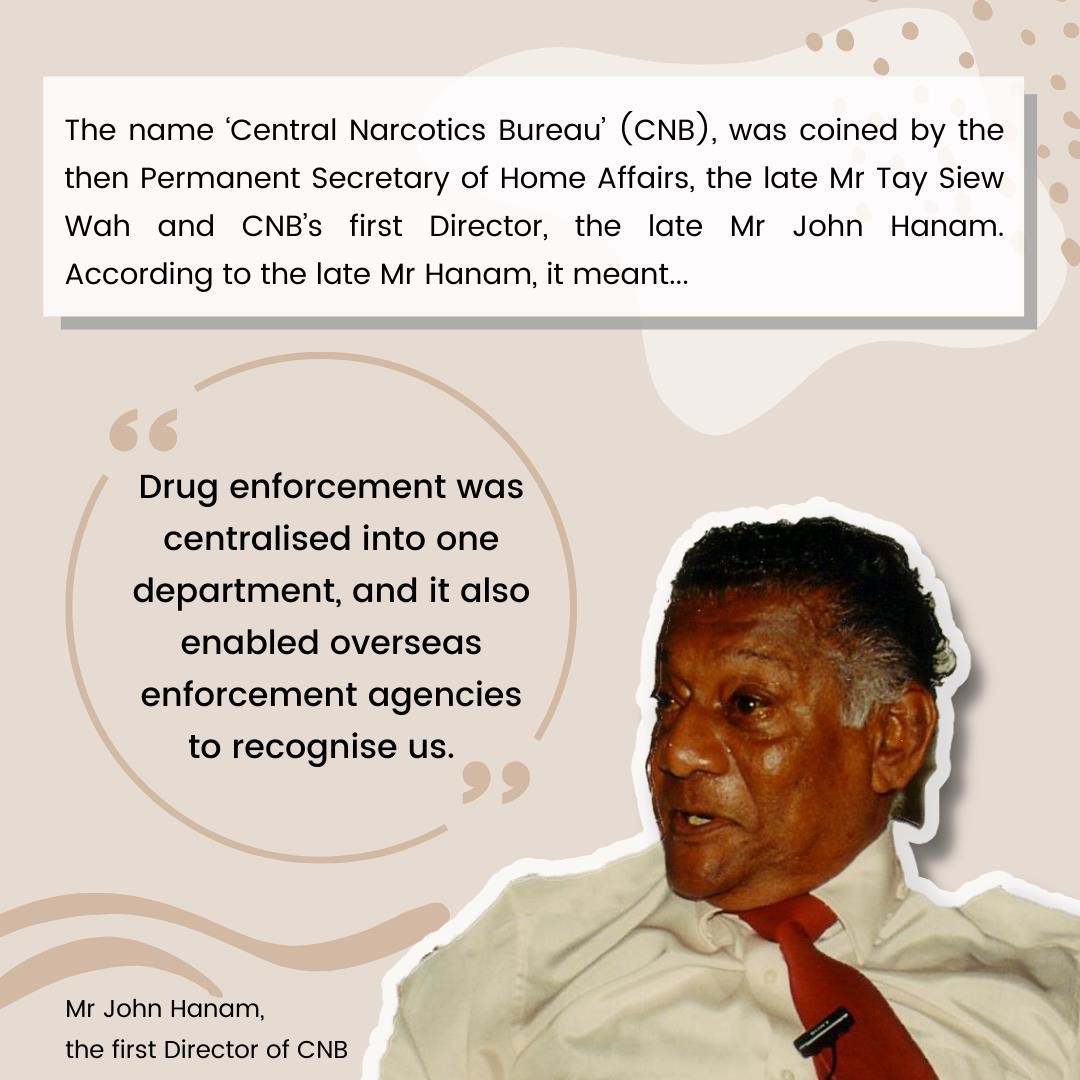 The name ‘Central Narcotics Bureau’ (CNB), was coined by the
then Permanent Secretary of Home Affairs, the late Mr Tay Siew
Wah and CNB’s first Director, the late Mr John Hanam.
According to the late Mr Hanam, it meant...
“
Drug enforcement was
centralised into one
department, and it also
enabled overseas
enforcement agencies
to recognise us.
”
Mr John Hanam,
the first Director of CNB
SONY